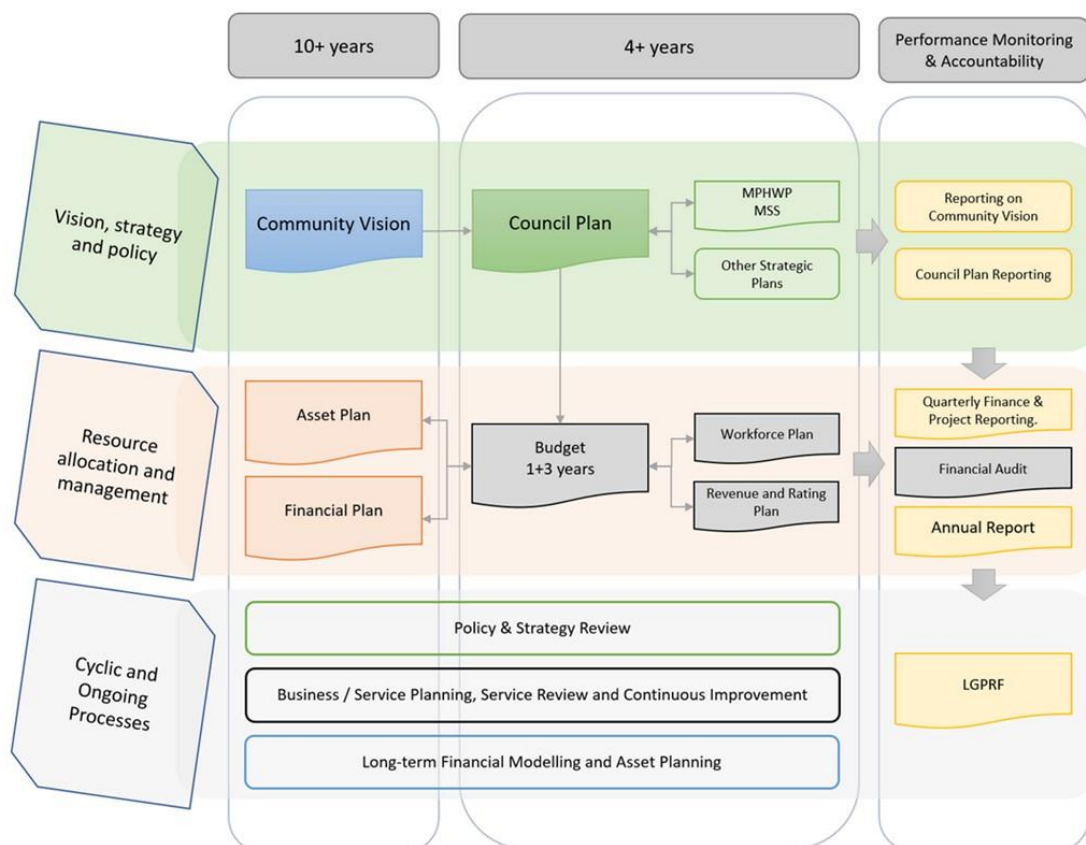 10+ years
4+ years
Performance Monitoring
& Accountability
Vision, strategy
and policy
Community Vision
Council Plan
MPHWP
MSS
Other Strategic
Plans
Reporting on
Community Vision
Council Plan Reporting
Resource
allocation and
management
Asset Plan
Financial Plan
Budget
1+3 years
Workforce Plan
Revenue and Rating
Plan
Quarterly Finance &
Project Reporting.
Financial Audit
Annual Report
Cyclic and
Ongoing
Processes
Policy & Strategy Review
Business / Service Planning, Service Review and Continuous Improvement
Long-term Financial Modelling and Asset Planning
LGPRF